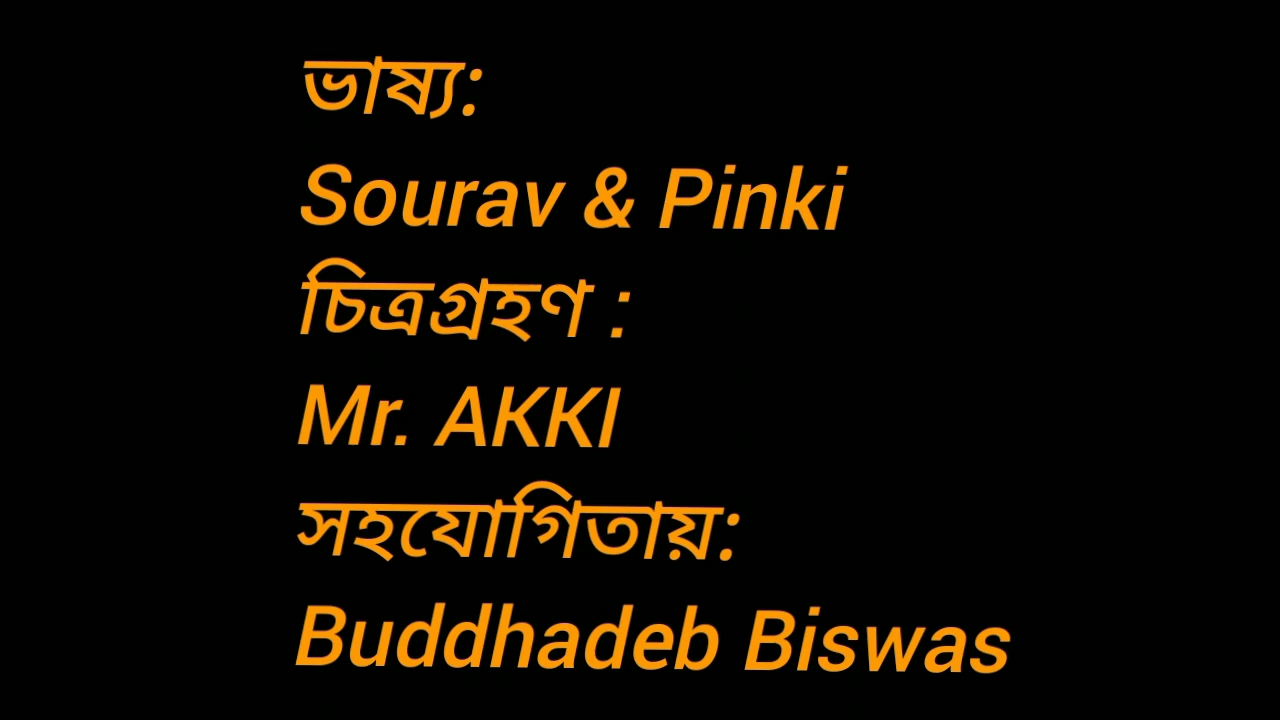 ভাষ্য:
Sourav & Pinki
চিত্রগ্রহণ :
Mr. AKKI
সহযোগিতায়:
Buddhadeb Biswas